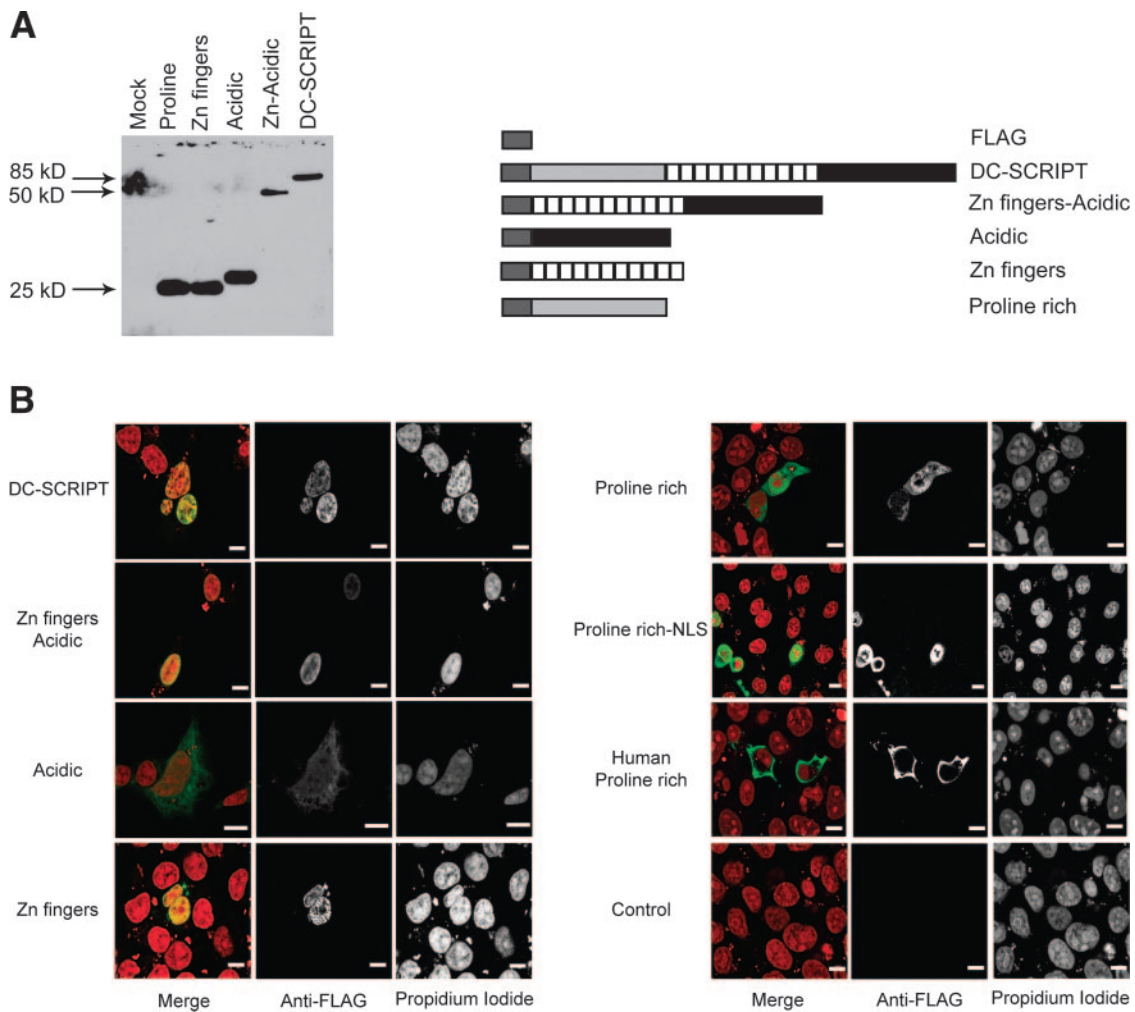 A
Mock
Proline
Zn fingers
Acidic
Zn-Acidic
DC-SCRIPT
85 kD
50 kD
25 kD
FLAG
DC-SCRIPT
Zn fingers-Acidic
Acidic
Zn fingers
Proline rich
B
DC-SCRIPT
Zn fingers
Acidic
Acidic
Zn fingers
Merge
Anti-FLAG
Propidium Iodide
Proline rich
Proline rich-NLS
Human
Proline rich
Control
Merge
Anti-FLAG
Propidium Iodide